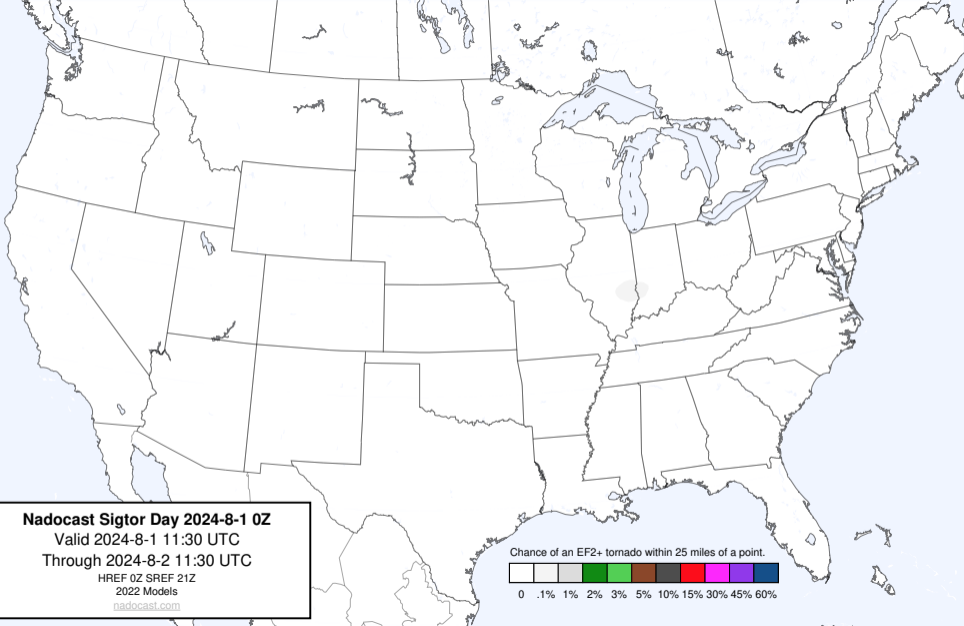 Nadocast Sigtor Day 2024-8-1 0Z
Valid 2024-8-1 11:30 UTC
Through 2024-8-2 11:30 UTC
HREF 0Z SREF 21Z
2022 Models
nadocast.com
Chance of an EF2+ tornado within 25 miles of a point.
0 .1% 1% 2% 3% 5% 10% 15% 30% 45% 60%